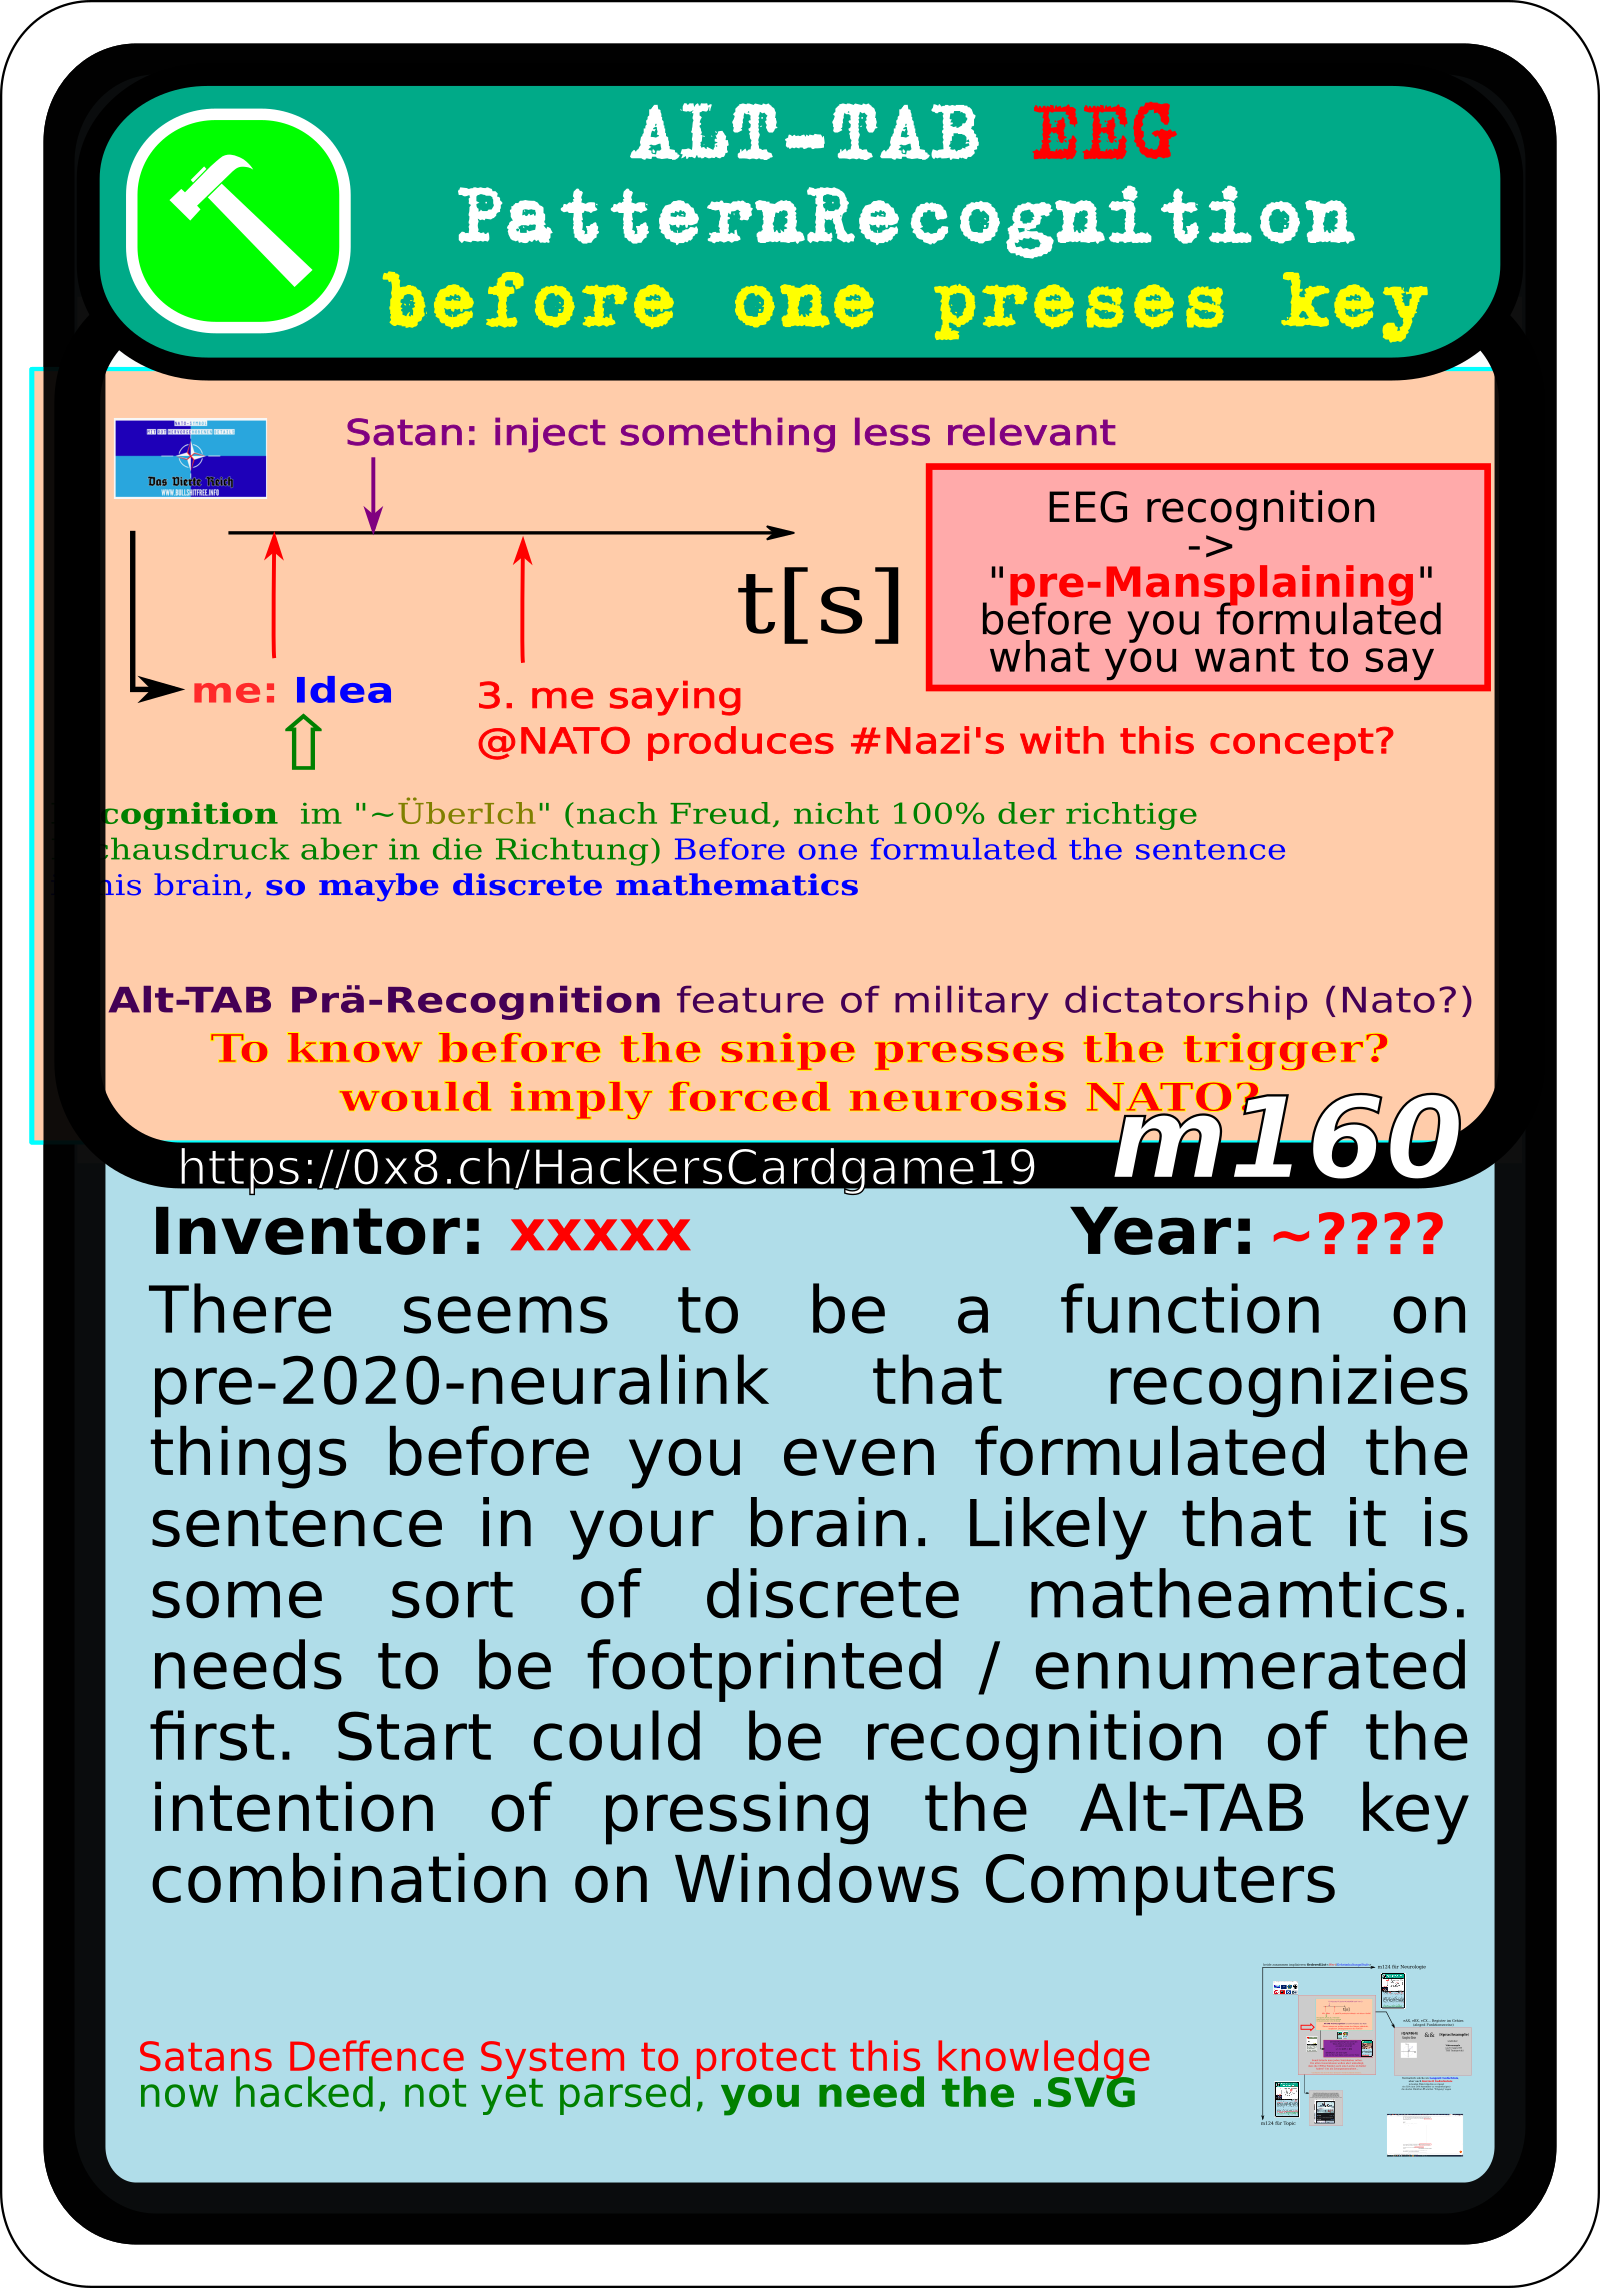 ALT-TAB EEG
PatternRecognition
before one preses key
Das Vierte Reich
WWW.BULLSHITFREE.INFO
Satan: inject something less relevant
t[s]
EEG recognition
->
"pre-Mansplaining"
before you formulated
what you want to say
me: Idea
3. me saying
@NATO produces #Nazi's with this concept?
cognition im "~ÜberIch" (nach Freud, nicht 100% der richtige
chausdruck aber in die Richtung) Before one formulated the sentence
his brain, so maybe discrete mathematics
Alt-TAB Prä-Recognition feature of military dictatorship (Nato?)
To know before the snipe presses the trigger?
would imply forced neurosis NATO?
m160
https://0x8.ch/HackersCardgame19
Inventor: xxxxx Year: ~????
There seems to be a function on
pre-2020-neuralink that recognizies
things before you even formulated the
sentence in your brain. Likely that it is
some sort of discrete matheamtics.
needs to be footprinted / ennumerated
first. Start could be recognition of the
intention of pressing the Alt-TAB key
combination on Windows Computers
m124 für Neurologie
m124 für Topic
Satans Deffence System to protect this knowledge
now hacked, not yet parsed, you need the .SVG